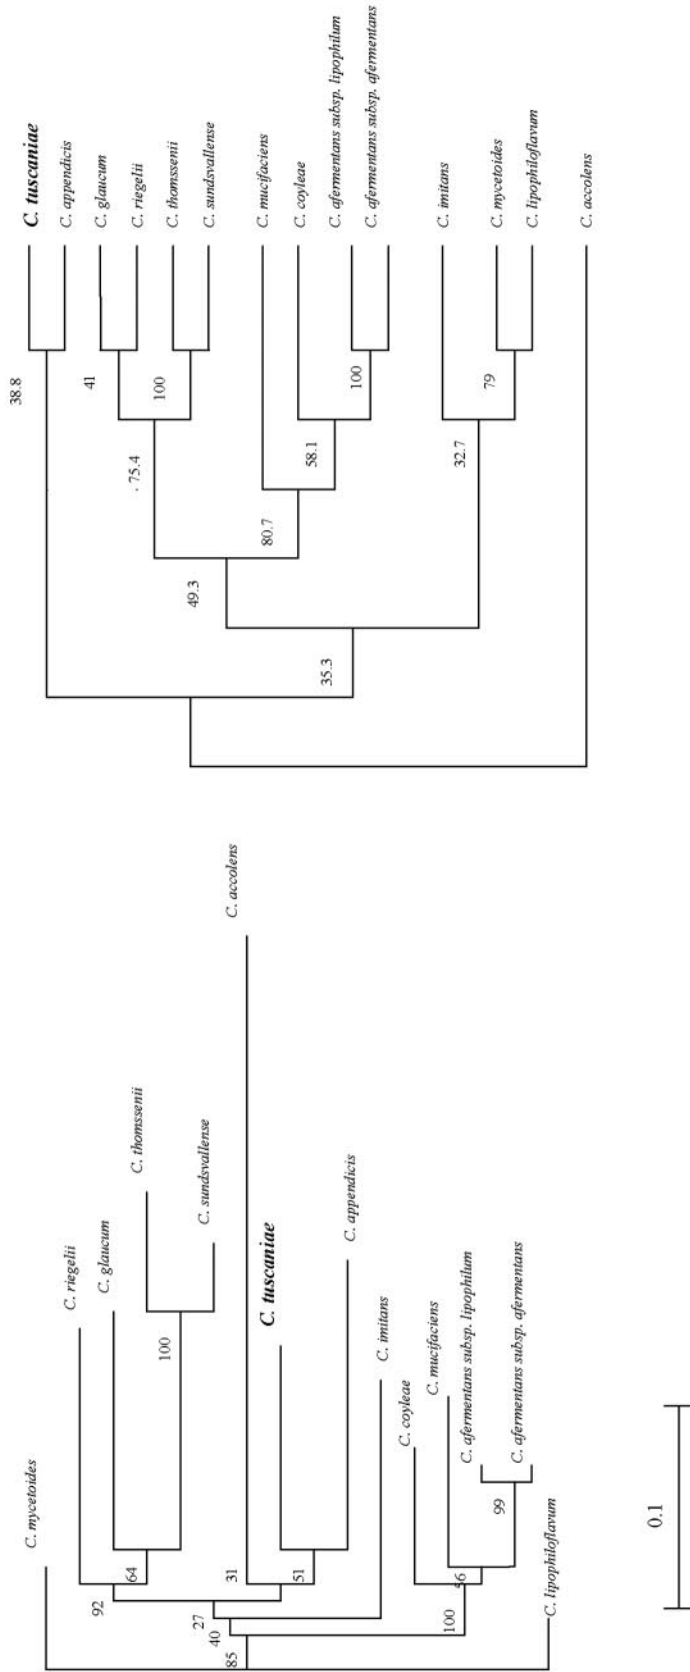 C. tuscaniae
C. appendicis
C. glaucum
C. riegelii
C. thomssenii
C. sundsvallense
C. mucifaciens
C. coyleae
C. afermentans subsp. lipophilum
C. afermentans subsp. afermentans
C. imitans
C. mycetoides
C. lipophiloflavum
C. accolens
38.8
41
100
. 75.4
58.1
100
80.7
49.3
79
32.7
35.3
C. mycetoides
C. riegelii
C. glaucum
C. thomssenii
C. sundsvallense
C. accolens
C. tuscaniae
C. appendicis
C. imitans
C. coyleae
C. mucifaciens
C. afermentans subsp. lipophilum
C. afermentans subsp. afermentans
C. lipophiloflavum
92
64
100
31
51
27
40
85
100
56
99
0.1